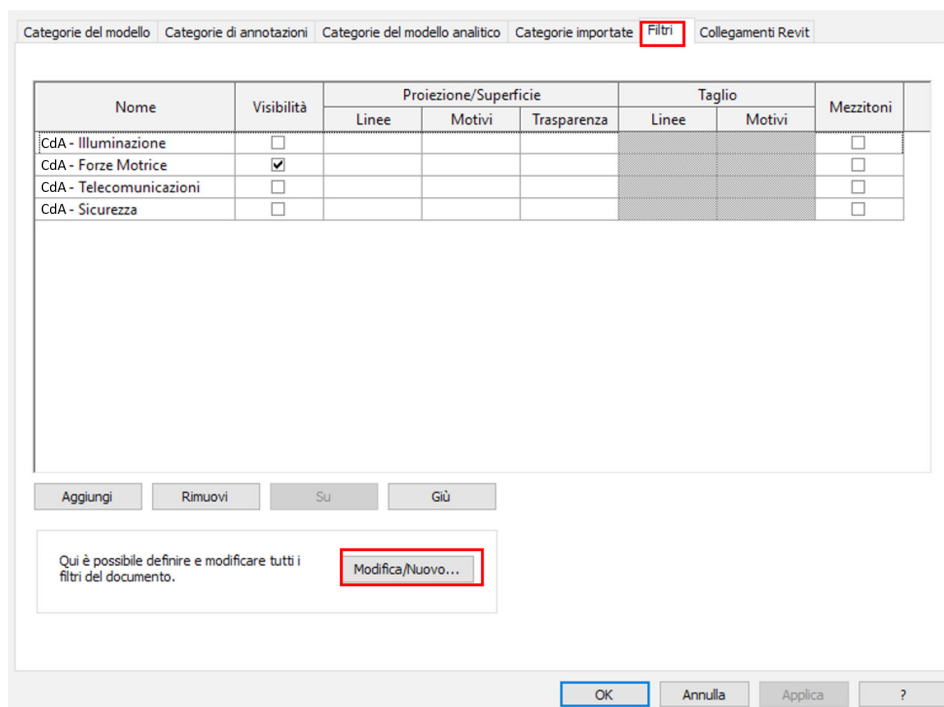 Categorie del modello Categorie di annotazioni Categorie del modello analitico Categorie importate Filtri Collegamenti Revit
Nome Visibilità Proiezione/Superficie Taglio Mezzitoni
Linee Motivi Trasparenza Linee Motivi
CdA - Illuminazione
CdA - Forze Motrice
CdA - Telecomunicazioni
CdA - Sicurezza
Aggiungi Rimuovi Su Giù
Qui è possibile definire e modificare tutti i
filtri del documento.
Modifica/Nuovo...
OK Annulla Applica ?